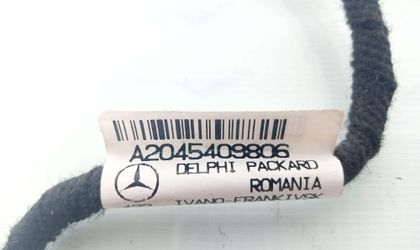 A2045409806
DELPHI PACKARD
ROMANIA
IVANO-FRANKIVSK